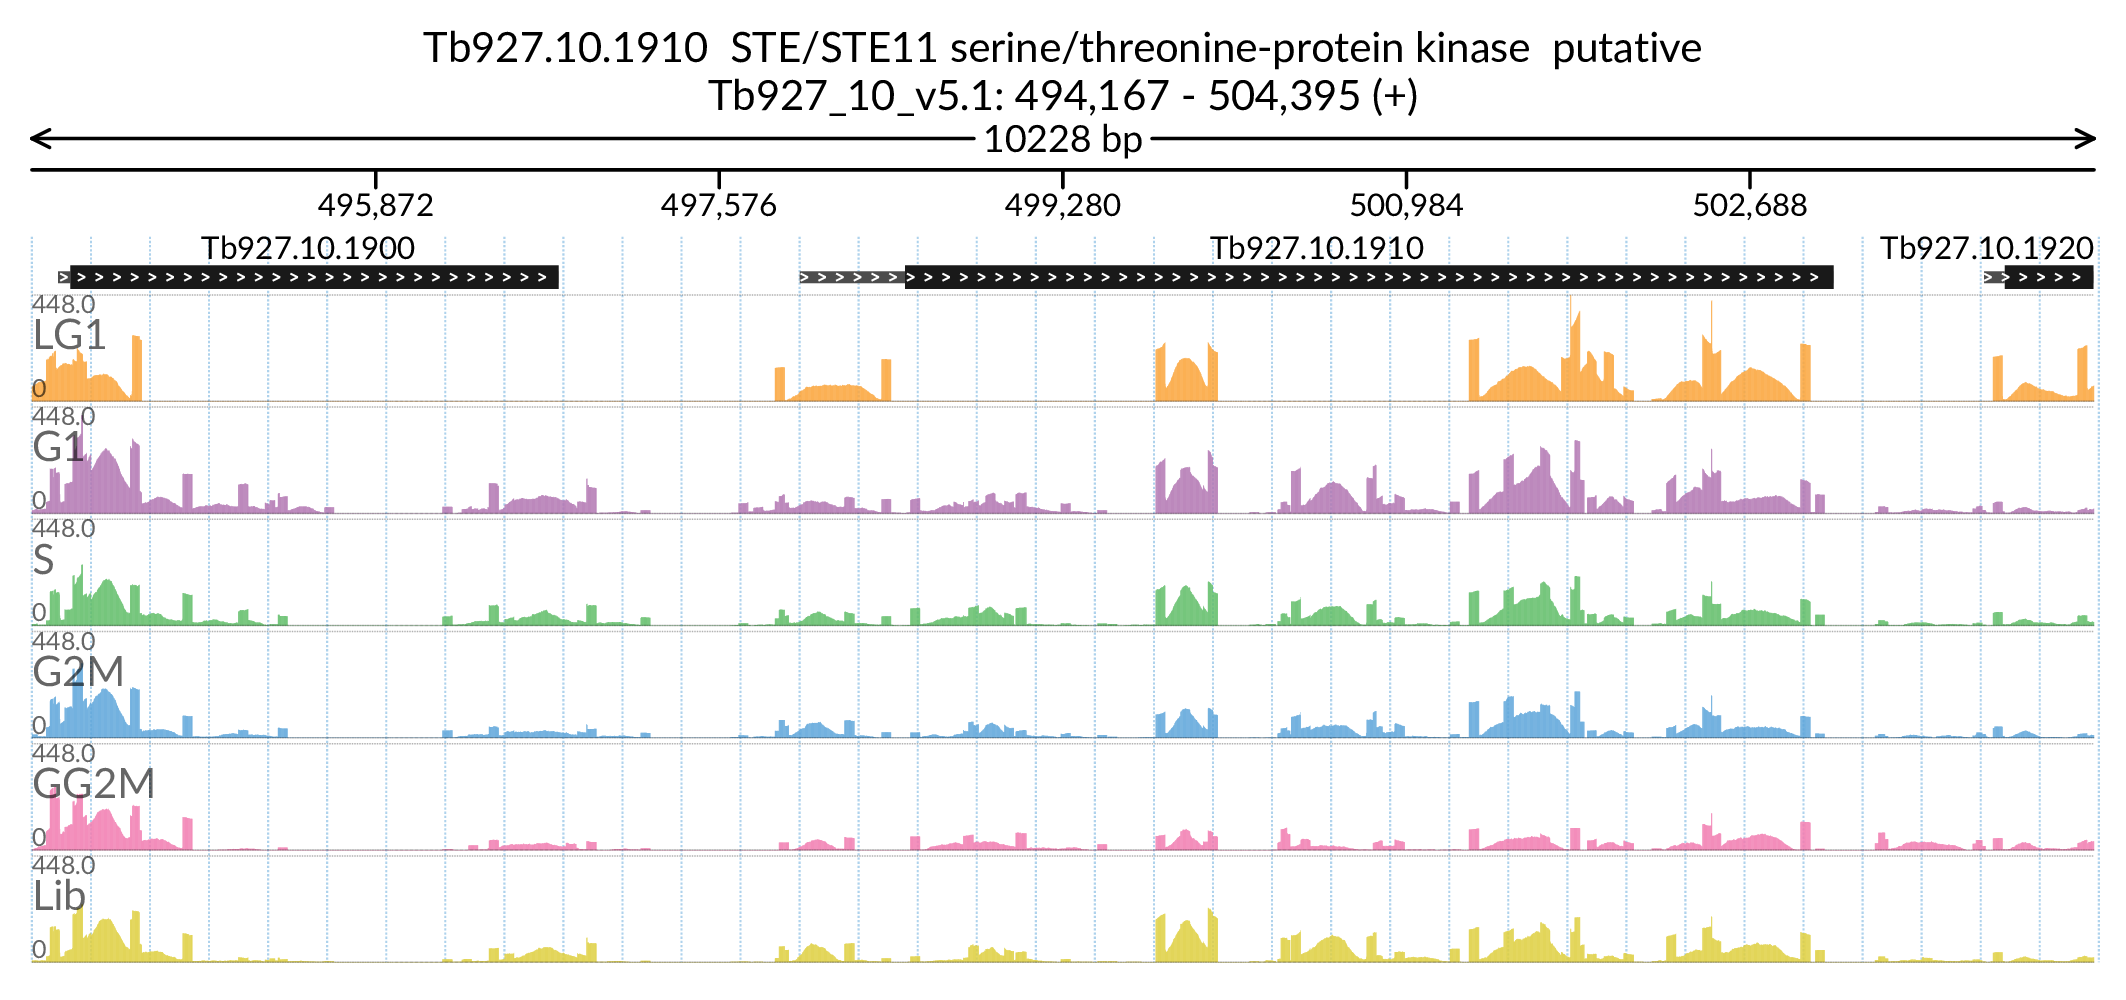 Tb927.10.1910  STE/STE11 serine/threonine-protein kinase  putative
Tb927_10_v5.1: 494,167 - 504,395 (+)
10228 bp
495,872 497,576 499,280 500,984 502,688
Tb927.10.1900 Tb927.10.1910 Tb927.10.1920
448.0
LG1
0
448.0
G1
0
448.0
S
0
448.0
G2M
0
448.0
GG2M
0
448.0
Lib
0